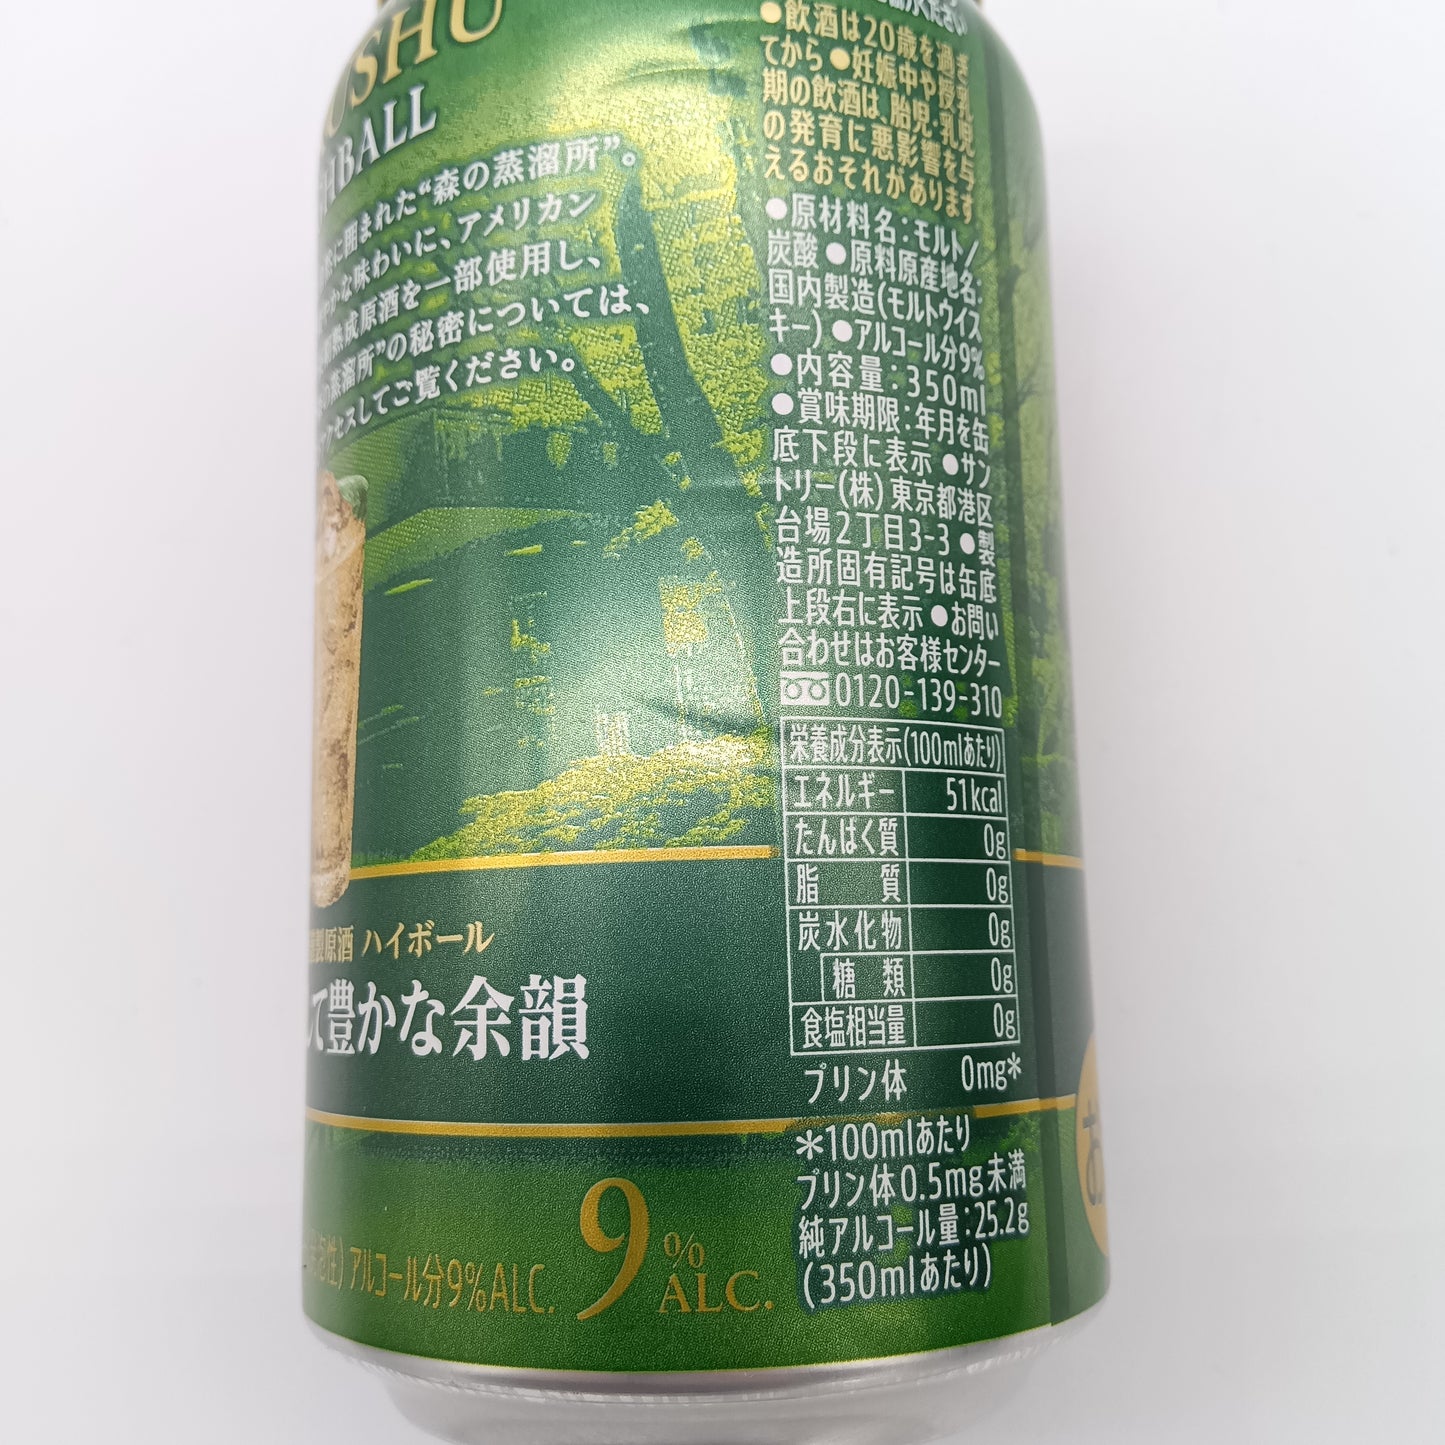 USHU
HBALL
に囲まれた“森の蒸溜所”。
かな味わいに、アメリカン
熟成原酒を一部使用し、
蒸溜所”の秘密については、
アクセスしてご覧ください。
製原酒 ハイボール
て豊かな余韻
性) アルコール分9%ALC.
9%
ALC.
ください
●飲酒は20歳を過ぎ
てから ●妊娠中や授乳
期の飲酒は、胎児・乳児
の発育に悪影響を与
えるおそれがあります
●原材料名:モルト/
炭酸 ●原料原産地名:
国内製造(モルトウイス
キー) ●アルコール分9%
●内容量:350ml
●賞味期限:年月を缶
底下段に表示 ●サン
トリー(株) 東京都港区
台場2丁目3-3 ●製
造所固有記号は缶底
上段右に表示 ●お問い
合わせはお客様センター
0120-139-310
栄養成分表示(100mlあたり)
エネルギー 51kcal
たんぱく質 0g
脂質 0g
炭水化物 0g
糖類 0g
食塩相当量 0g
プリン体 0mg*
*100mlあたり
プリン体0.5mg未満
純アルコール量:25.2g
(350mlあたり)
お